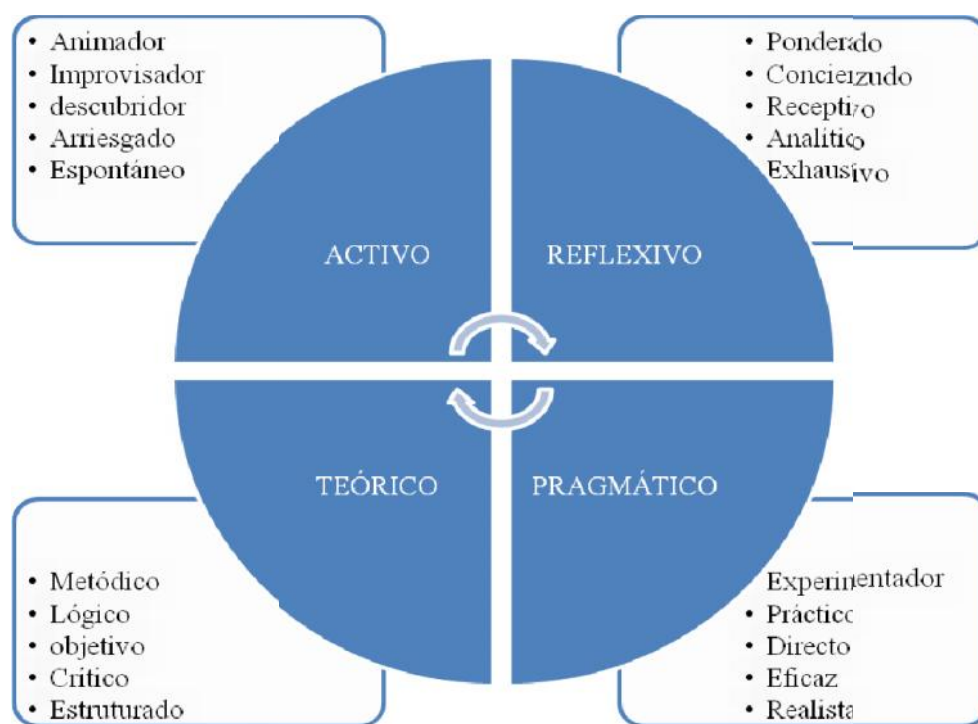 • Animador
• Improvisador
• descubridor
• Arriesgado
• Espontáneo
• Ponderado
• Concienzudo
• Receptivo
• Analítico
• Exhausivo
ACTIVO
REFLEXIVO
TEÓRICO
PRAGMÁTICO
• Metódico
• Lógico
• objetivo
• Crítico
• Estruturado
• Experimentador
• Práctico
• Directo
• Eficaz
• Realista